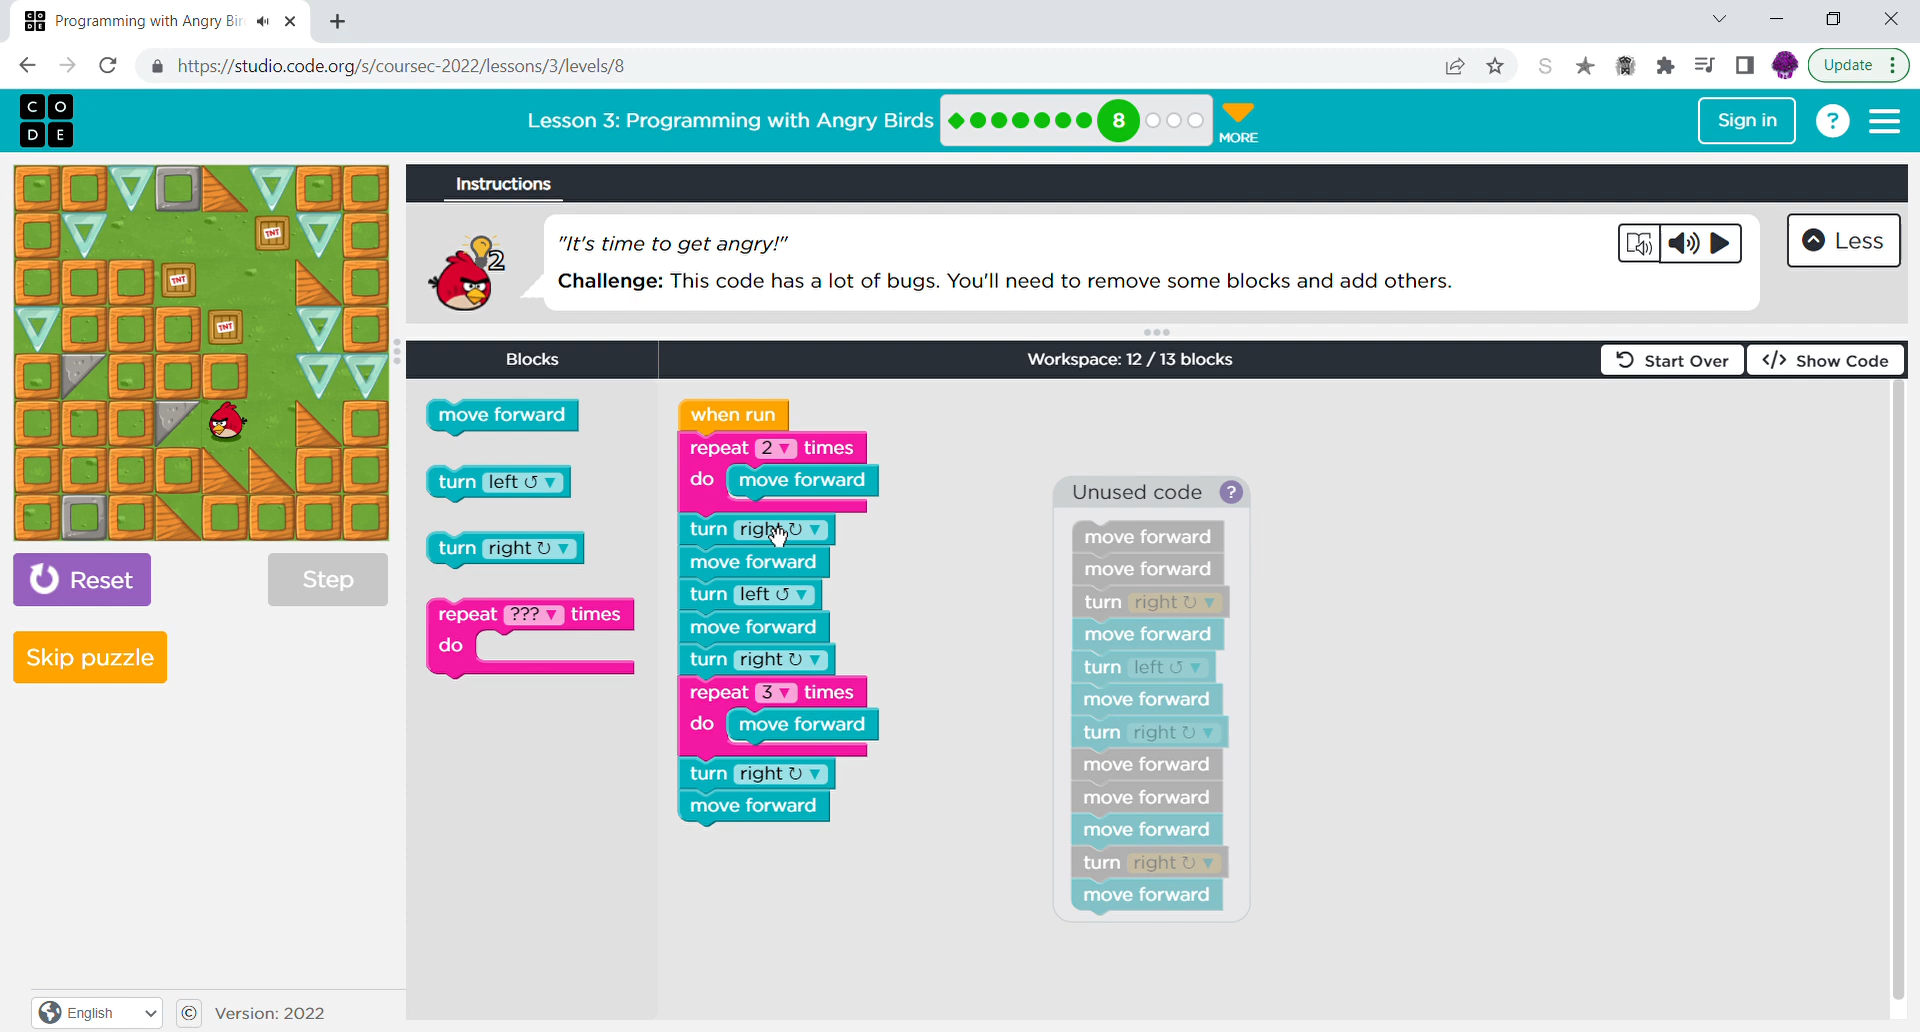 Programming with Angry Bir
https://studio.code.org/s/coursec-2022/lessons/3/levels/8
S
Update
C O
D E
Lesson 3: Programming with Angry Birds
8
MORE
Sign in
?
Instructions
2
"It's time to get angry!"
Challenge: This code has a lot of bugs. You'll need to remove some blocks and add others.
Less
TNT
TNT
TNT
Blocks
Workspace: 12 / 13 blocks
Start Over
</> Show Code
move forward
turn left
turn right
repeat ??? times
do
when run
repeat 2 times
do move forward
turn right
move forward
turn left
move forward
turn right
repeat 3 times
do move forward
turn right
move forward
Unused code ?
move forward
move forward
turn right
move forward
turn left
move forward
turn right
move forward
move forward
move forward
turn right
move forward
Reset
Step
Skip puzzle
English
© Version: 2022